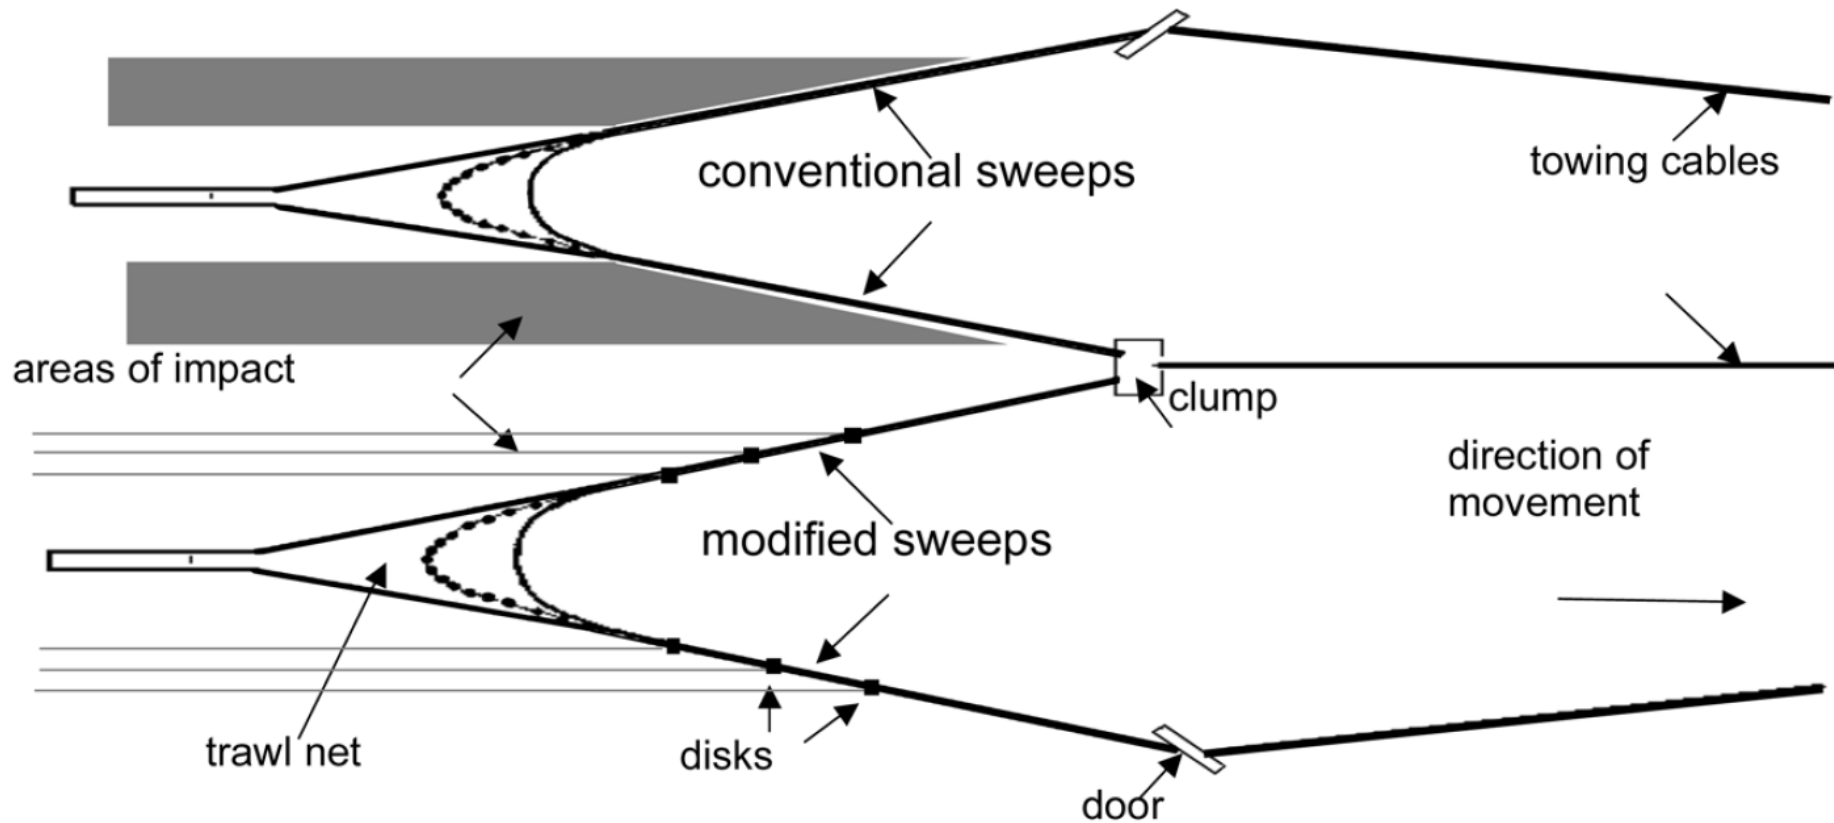 conventional sweeps
towing cables
areas of impact
clump
direction of
movement
modified sweeps
trawl net
disks
door